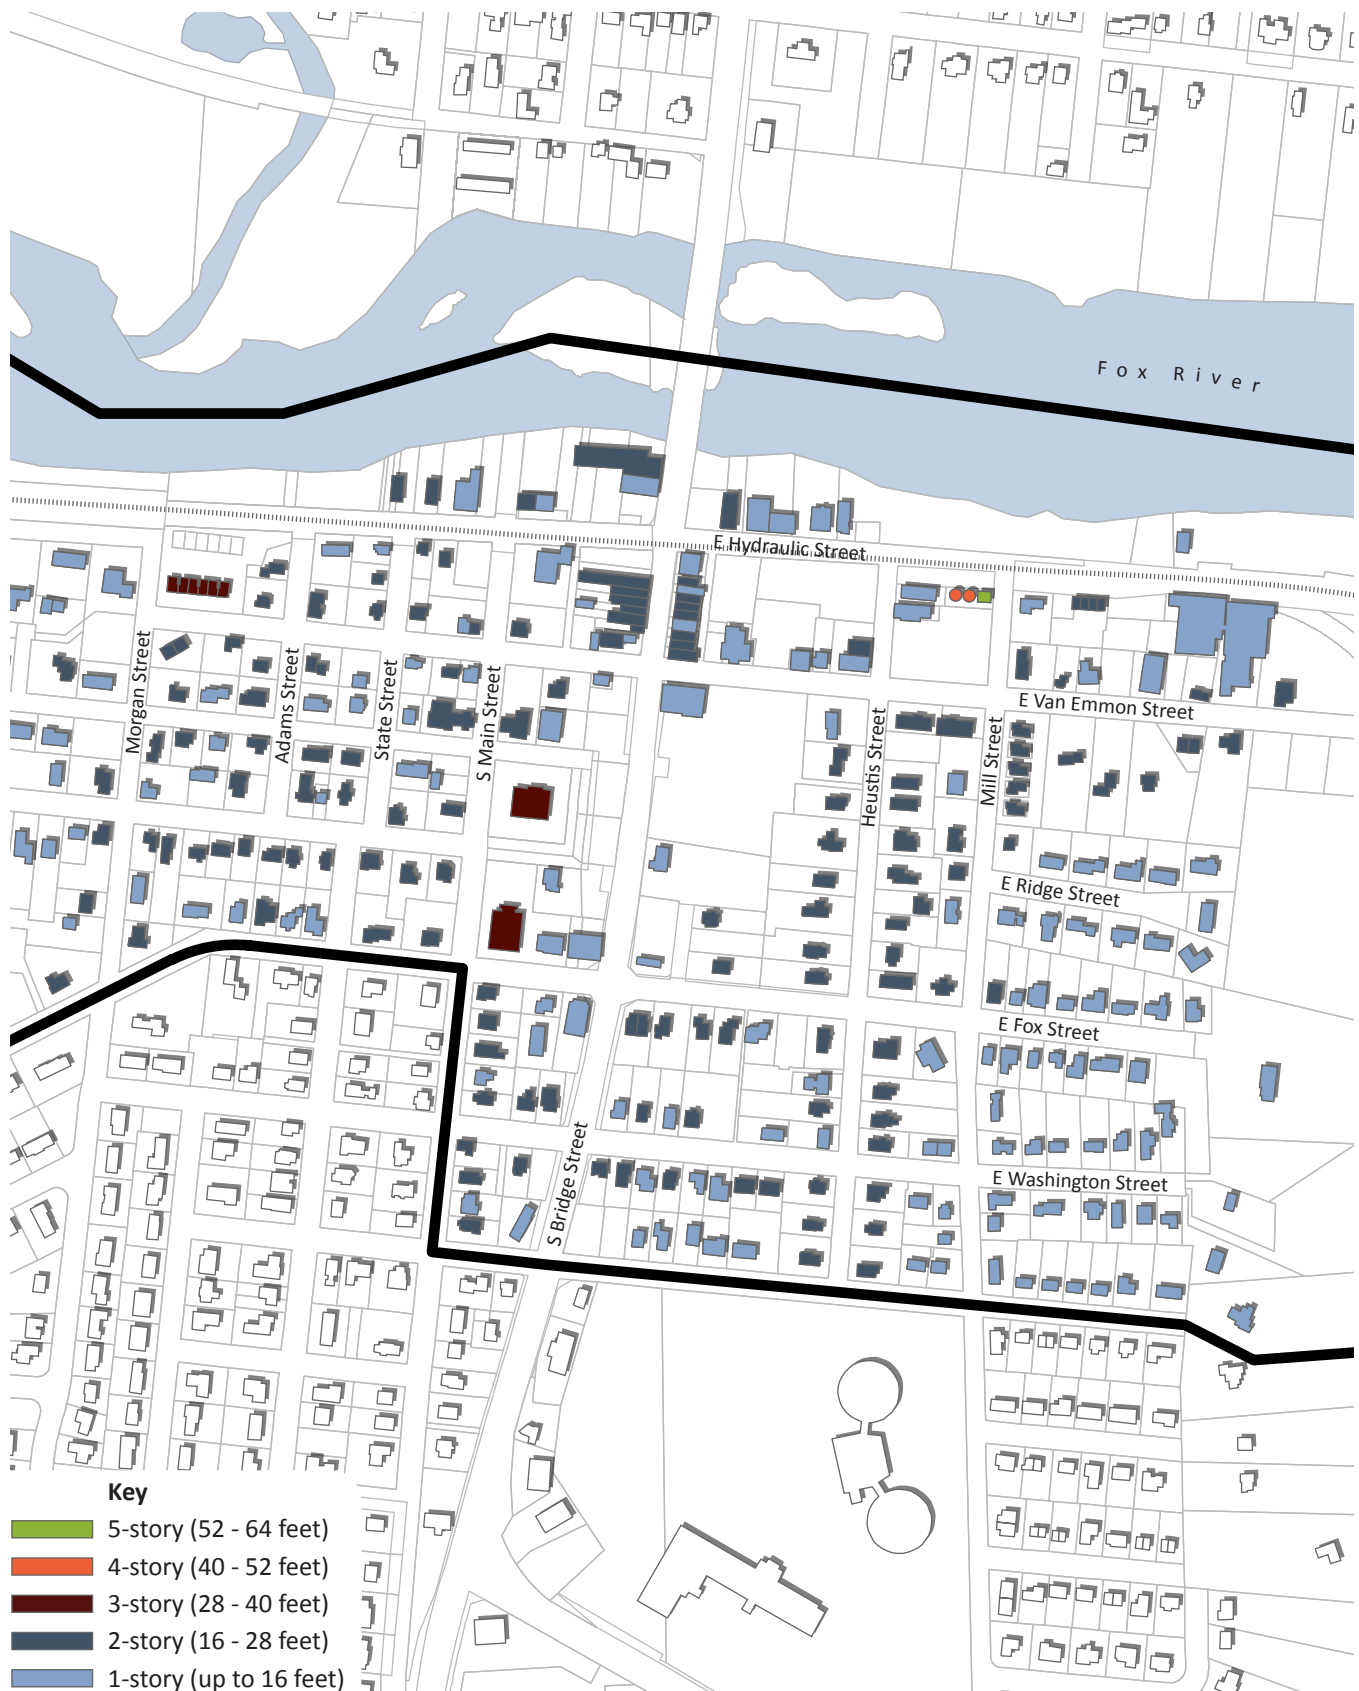 Fox River
E Hydraulic Street
Morgan Street
Adams Street
State Street
S Main Street
E Van Emmon Street
Heustis Street
Mill Street
E Ridge Street
E Fox Street
E Washington Street
S Bridge Street
Key
5-story (52 - 64 feet)
4-story (40 - 52 feet)
3-story (28 - 40 feet)
2-story (16 - 28 feet)
1-story (up to 16 feet)